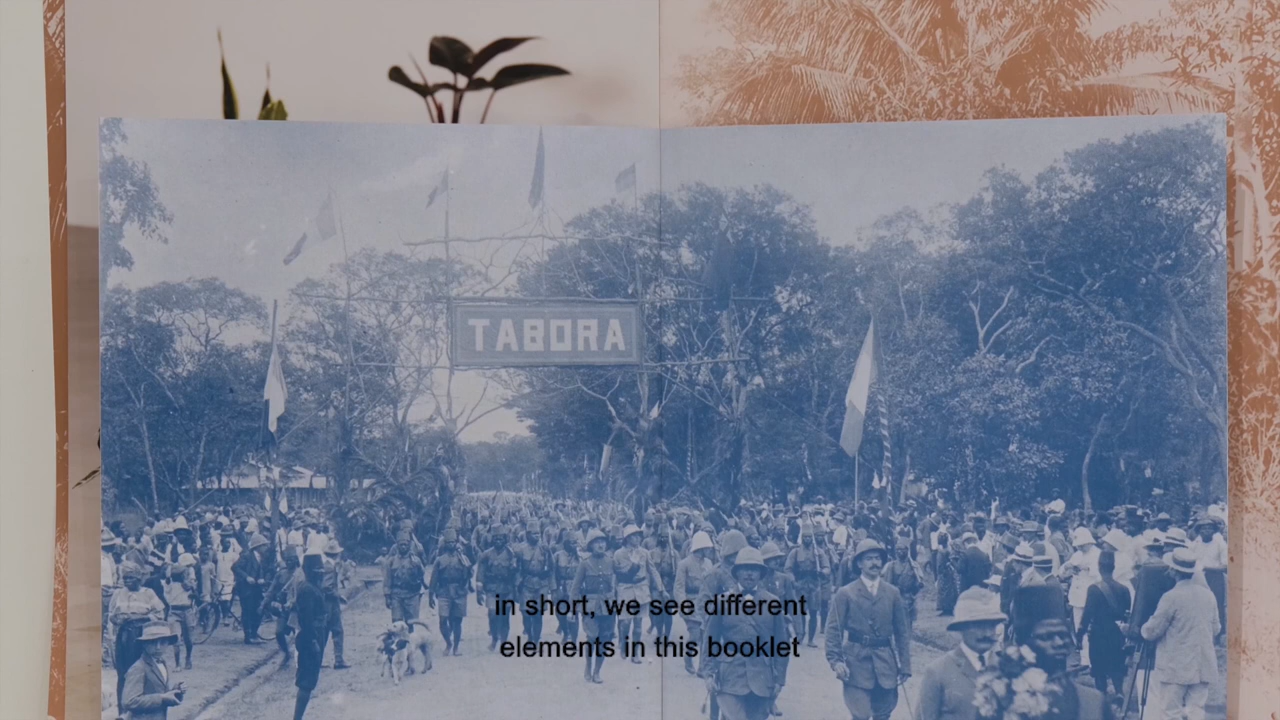 TABORA
in short, we see different
elements in this booklet